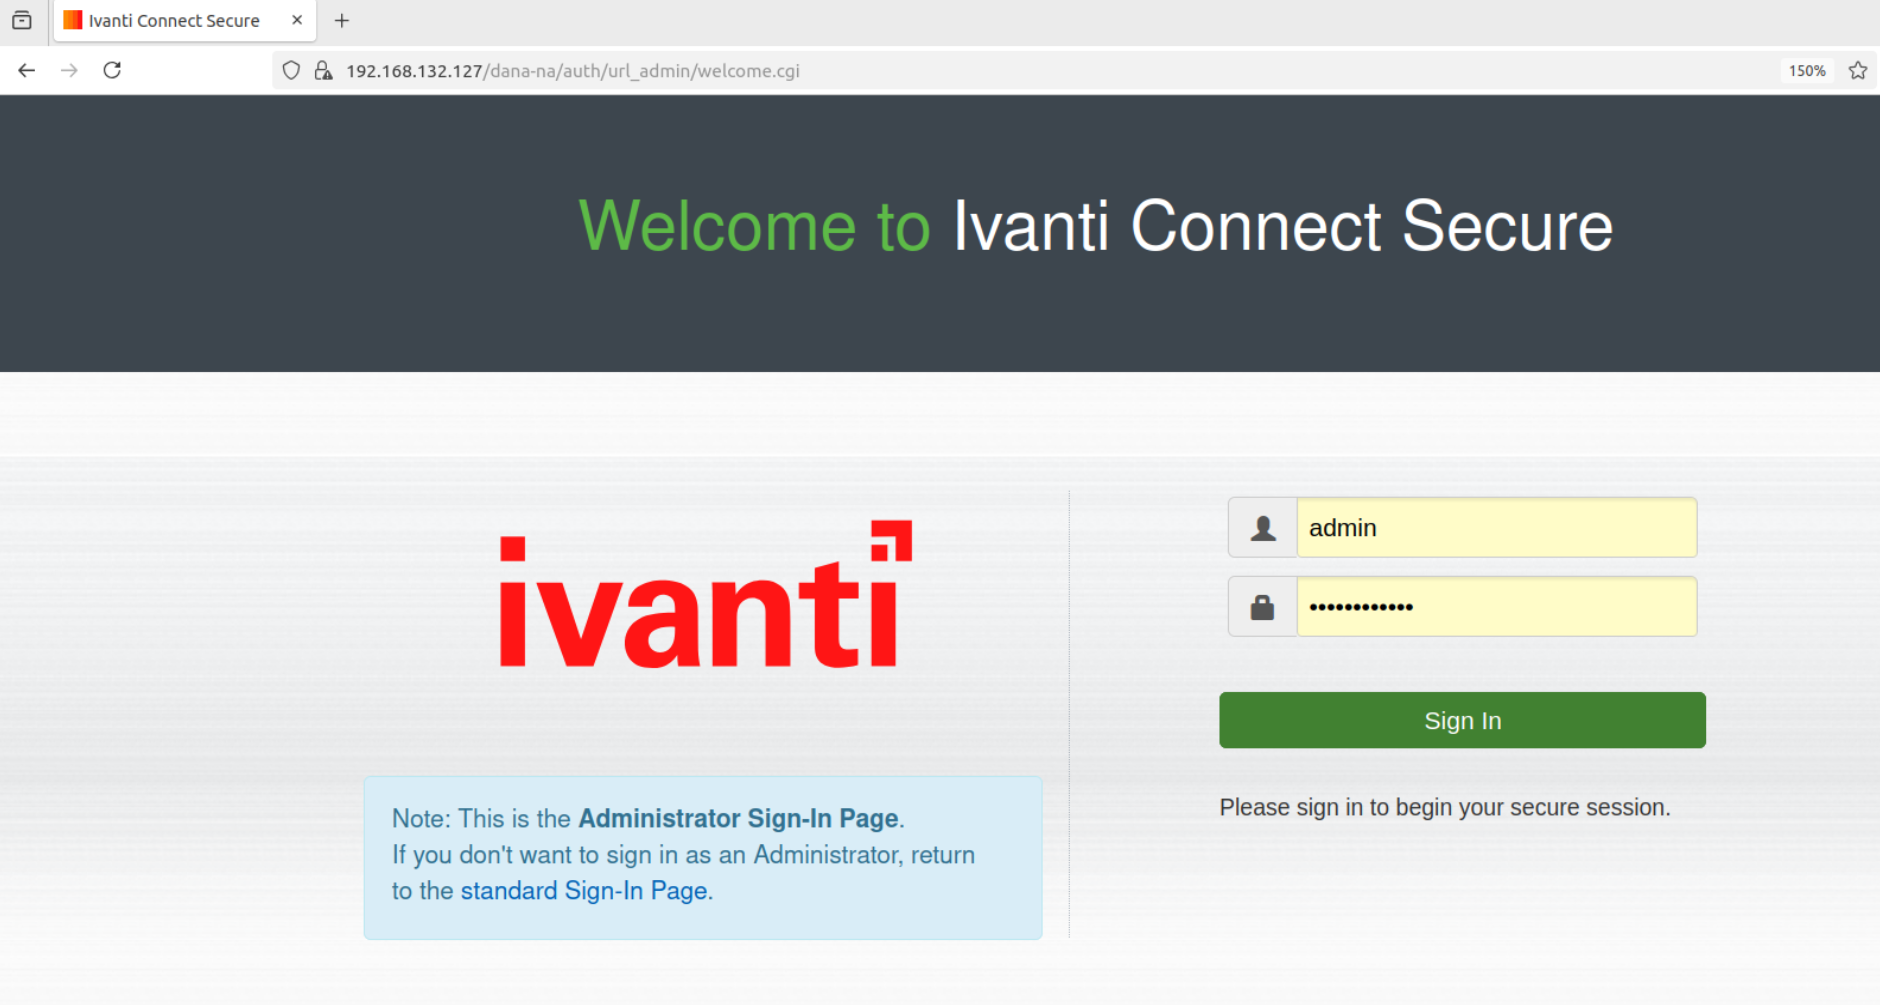 Ivanti Connect Secure
192.168.132.127/dana-na/auth/url_admin/welcome.cgi
150%
Welcome to Ivanti Connect Secure
ivanti
admin
••••••••••••
Sign In
Please sign in to begin your secure session.
Note: This is the Administrator Sign-In Page.
If you don't want to sign in as an Administrator, return
to the standard Sign-In Page.